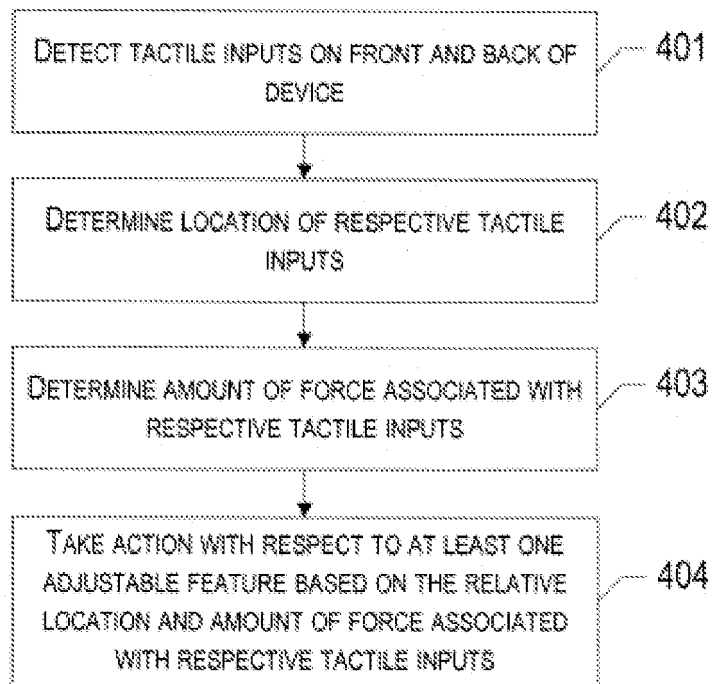 DETECT TACTILE INPUTS ON FRONT AND BACK OF
DEVICE
401
DETERMINE LOCATION OF RESPECTIVE TACTILE
INPUTS
402
DETERMINE AMOUNT OF FORCE ASSOCIATED WITH
RESPECTIVE TACTILE INPUTS
403
TAKE ACTION WITH RESPECT TO AT LEAST ONE
ADJUSTABLE FEATURE BASED ON THE RELATIVE
LOCATION AND AMOUNT OF FORCE ASSOCIATED
WITH RESPECTIVE TACTILE INPUTS
404